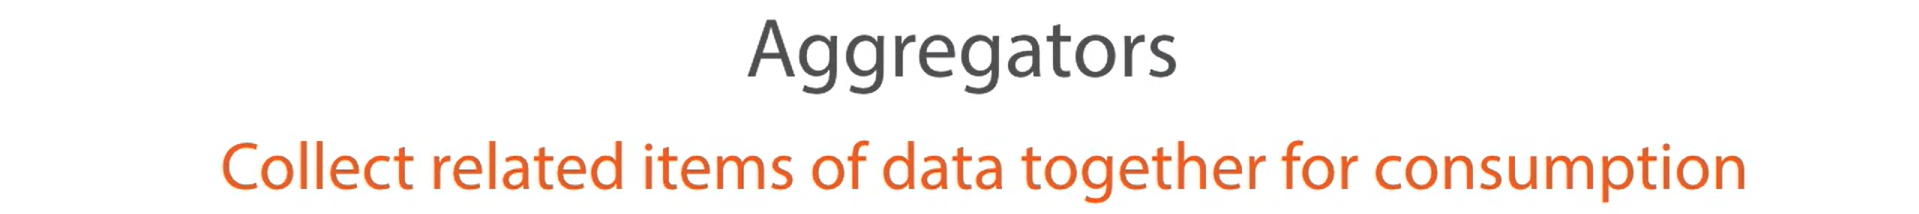 Aggregators
Collect related items of data together for consumption